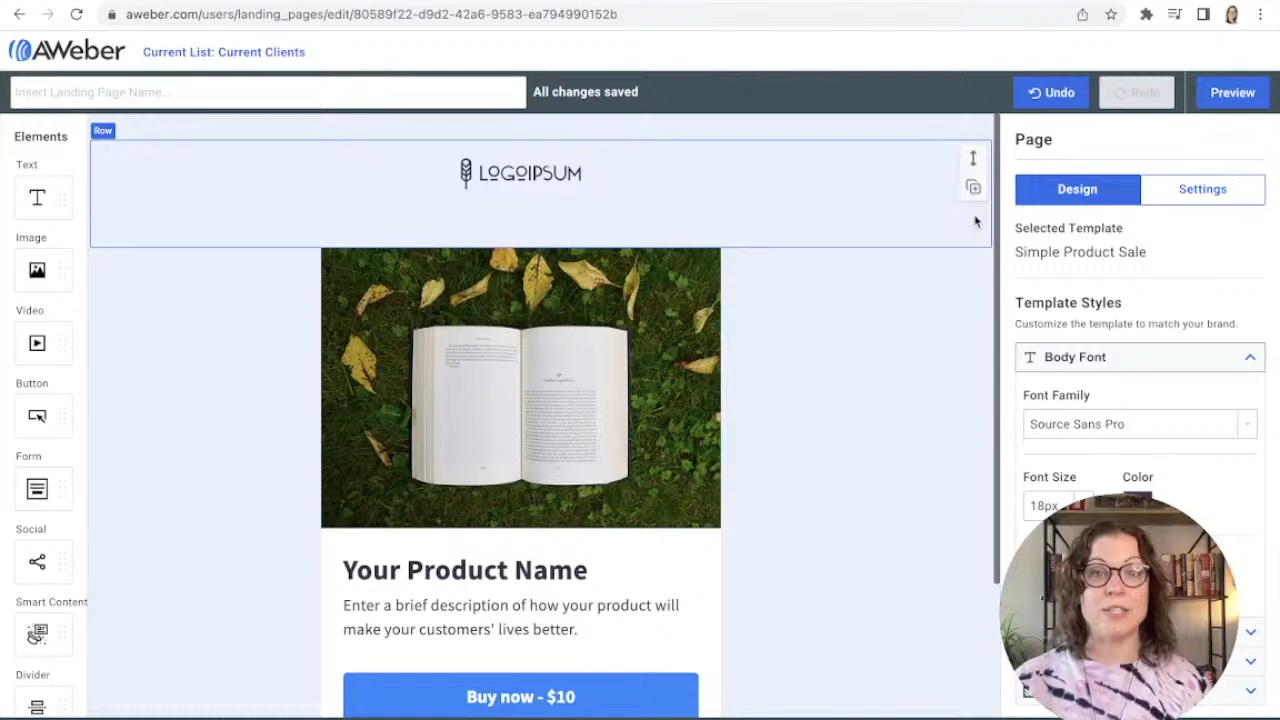 aweber.com/users/landing_pages/edit/80589f22-d9d2-42a6-9583-ea794990152b
AWeber
Current List: Current Clients
Insert Landing Page Name...
All changes saved
Undo
Redo
Preview
Elements
Text
Image
Video
Button
Form
Social
Smart Content
Divider
Row
LOGOIPSUM
Your Product Name
Enter a brief description of how your product will
make your customers' lives better.
Buy now - $10
Page
Design
Settings
Selected Template
Simple Product Sale
Template Styles
Customize the template to match your brand.
Body Font
Font Family
Source Sans Pro
Font Size
Color
18px